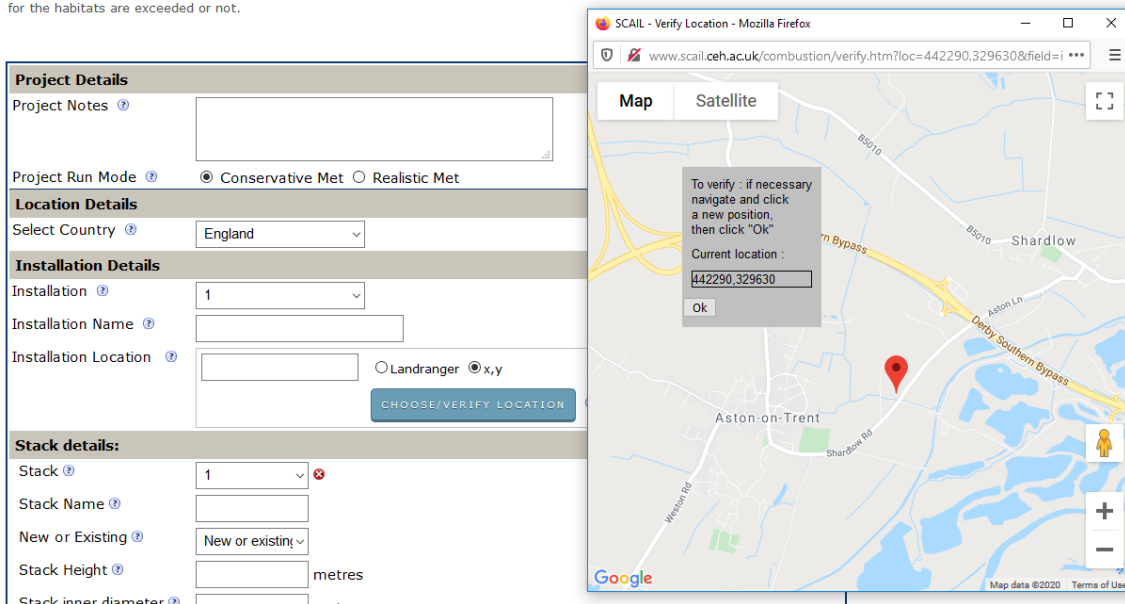 for the habitats are exceeded or not.
Project Details
Project Notes
Project Run Mode
Conservative Met
Realistic Met
Location Details
Select Country
England
Installation Details
Installation
1
Installation Name
Installation Location
Landranger
x,y
CHOOSE/VERIFY LOCATION
Stack details:
Stack
1
Stack Name
New or Existing
New or existing
Stack Height
metres
Stack inner diameter
SCAIL - Verify Location - Mozilla Firefox
www.scail.ceh.ac.uk/combustion/verify.htm?loc=442290,329630&field=i
Map
Satellite
To verify : if necessary
navigate and click
a new position,
then click "Ok"
Current location :
442290,329630
Ok
B5010
B5010
Shardlow
rn Bypass
Aston Ln
Derby Southern Bypass
Aston-on-Trent
Shardlow Rd
Weston Rd
Google
Map data ©2020
Terms of Use